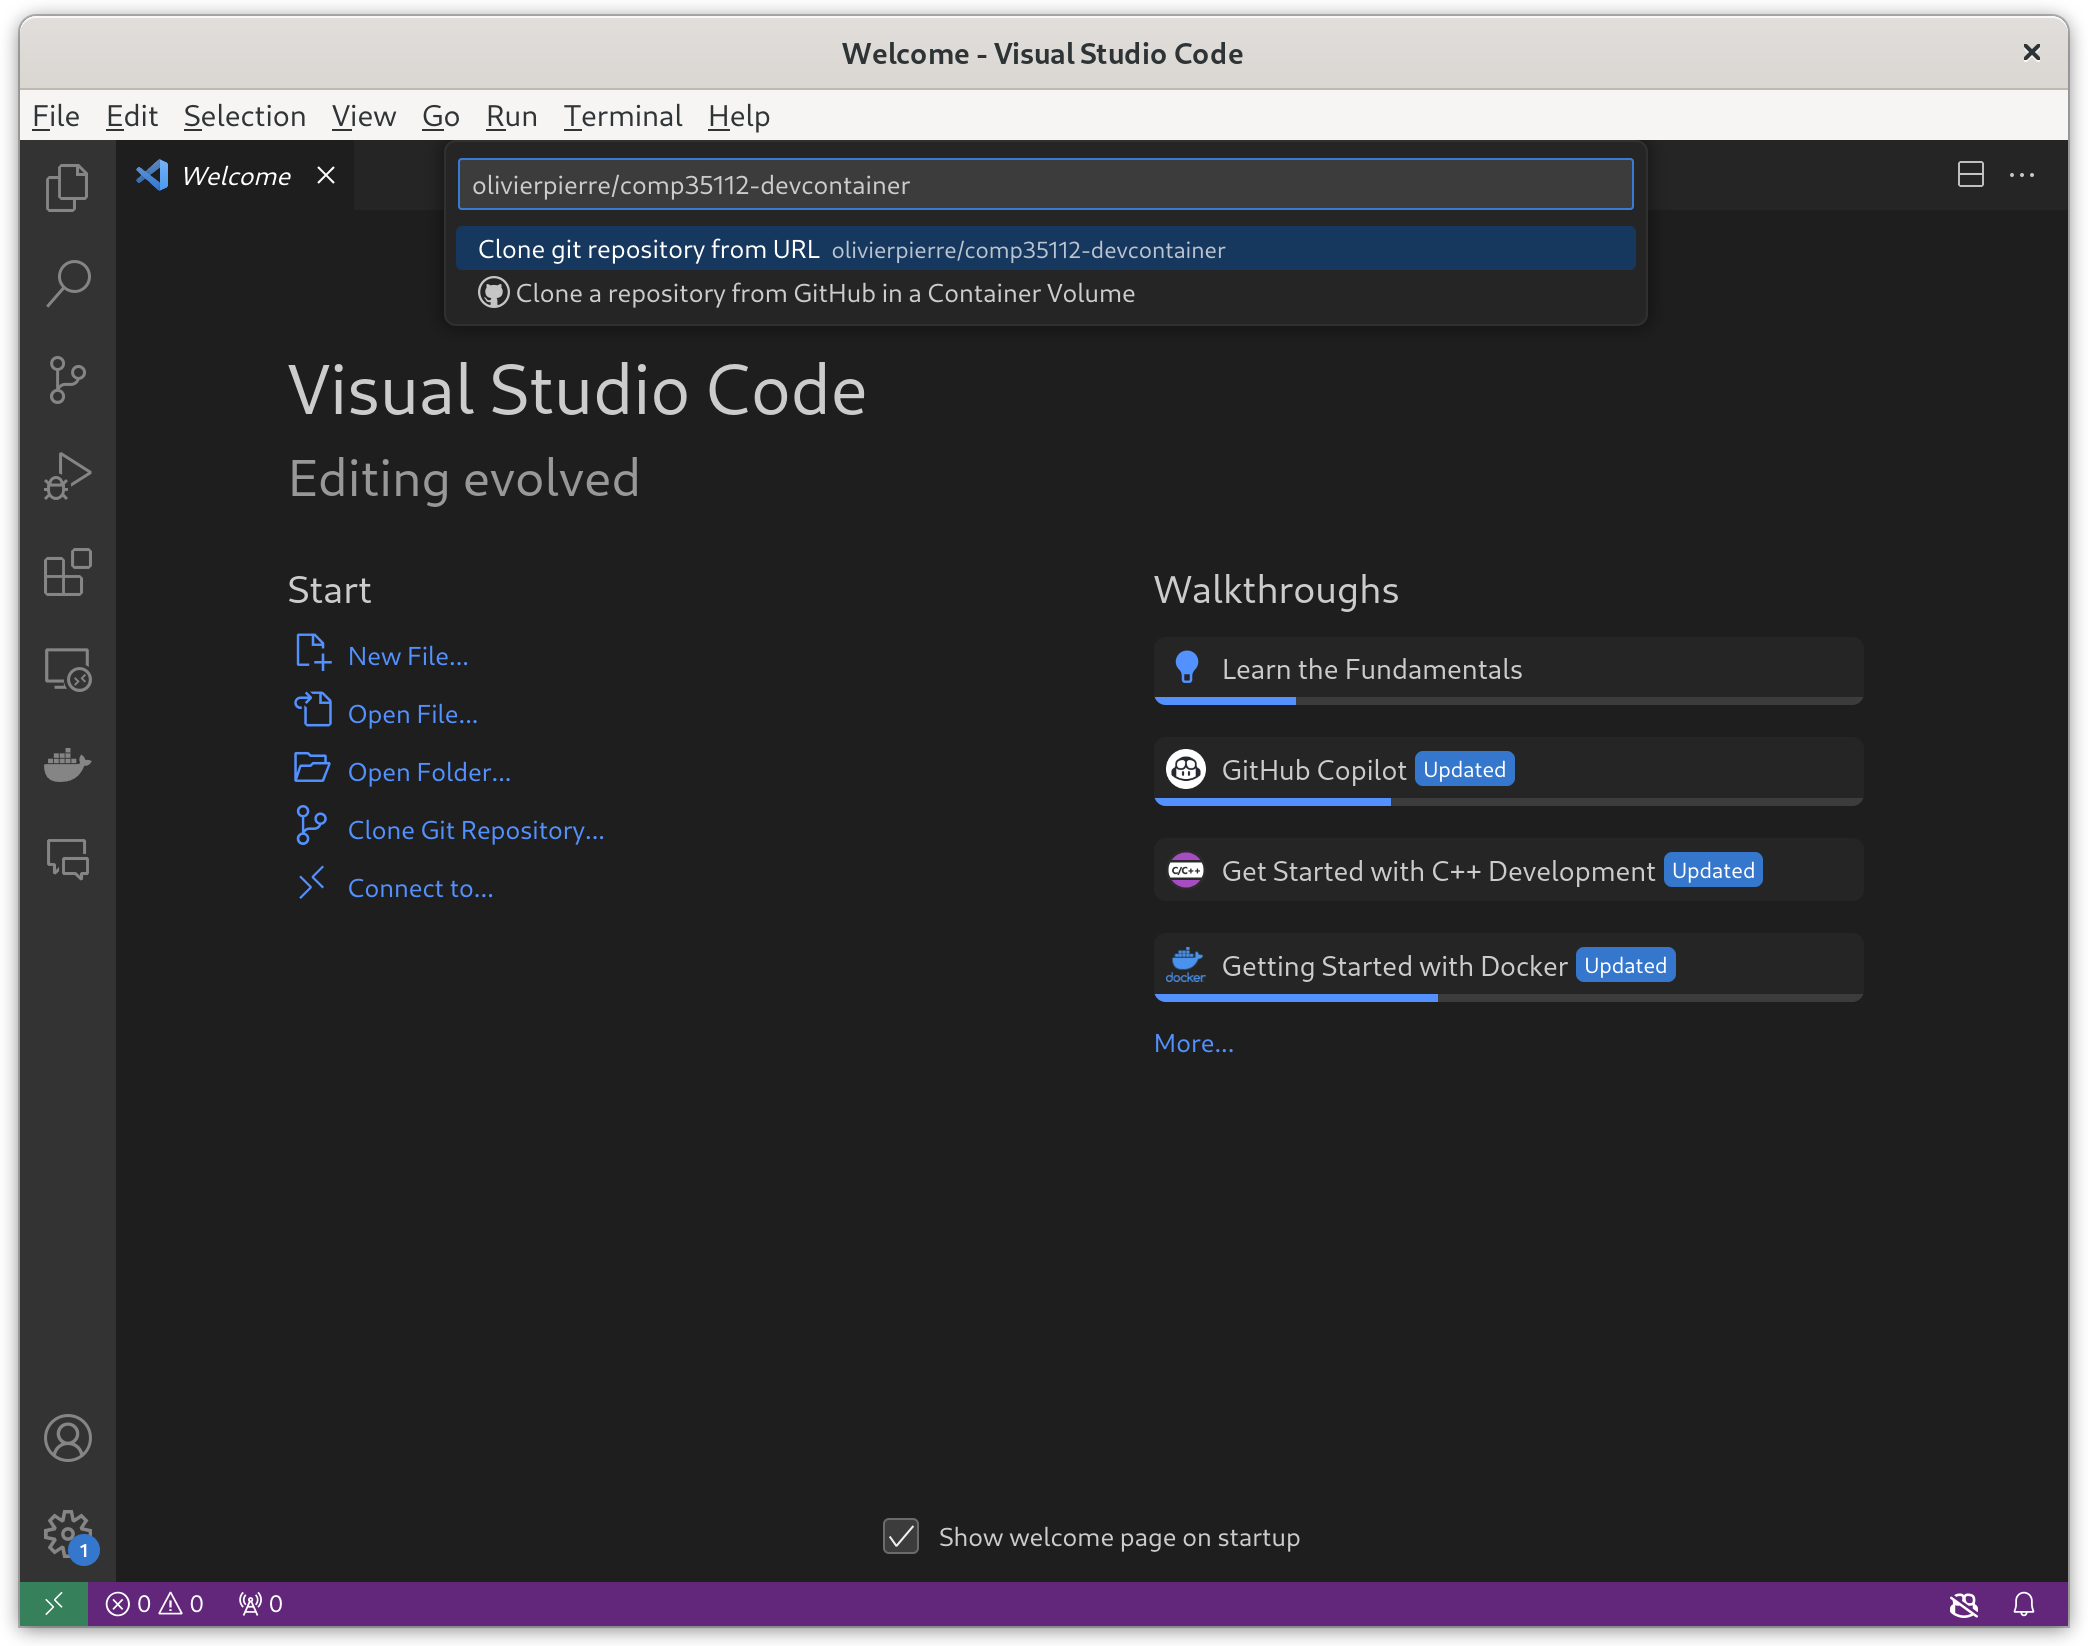 Welcome - Visual Studio Code
File Edit Selection View Go Run Terminal Help
Welcome
olivierpierre/comp35112-devcontainer
Clone git repository from URL olivierpierre/comp35112-devcontainer
Clone a repository from GitHub in a Container Volume
Visual Studio Code
Editing evolved
Start
New File...
Open File...
Open Folder...
Clone Git Repository...
Connect to...
Walkthroughs
Learn the Fundamentals
GitHub Copilot Updated
C/C++ Get Started with C++ Development Updated
docker Getting Started with Docker Updated
More...
Show welcome page on startup
1
0 0 0